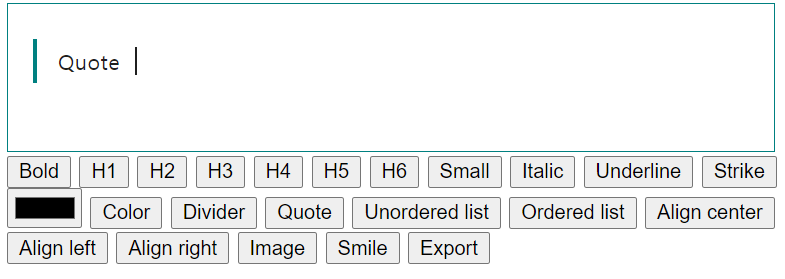 Quote
Bold H1 H2 H3 H4 H5 H6 Small Italic Underline Strike
Color Divider Quote Unordered list Ordered list Align center
Align left Align right Image Smile Export